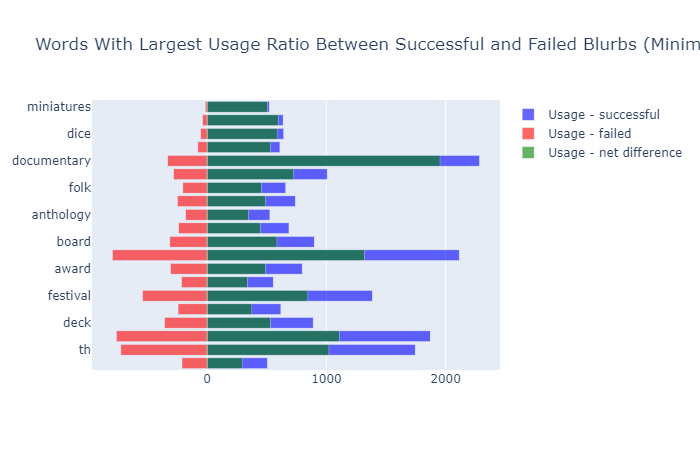 Words With Largest Usage Ratio Between Successful and Failed Blurbs (Minim
miniatures
dice
documentary
folk
anthology
board
award
festival
deck
th
0 1000 2000
Usage - successful
Usage - failed
Usage - net difference